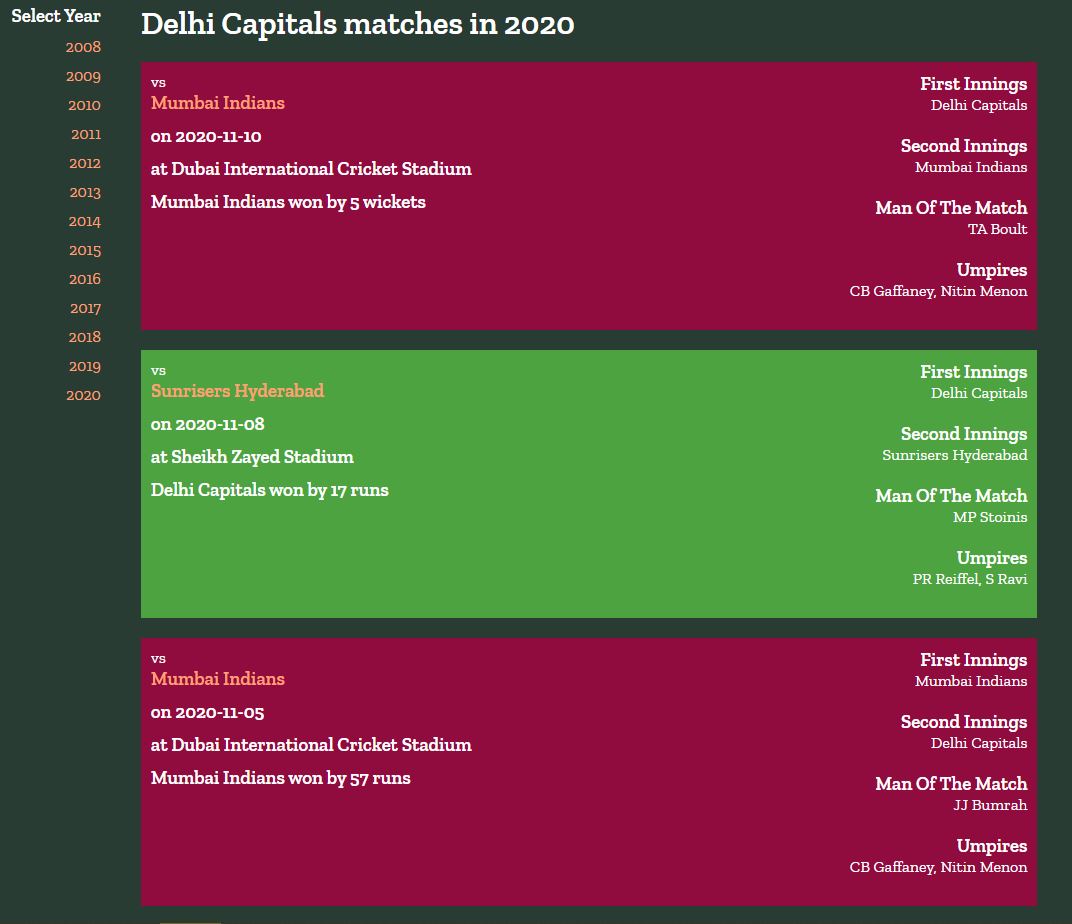 Select Year
2008
2009
2010
2011
2012
2013
2014
2015
2016
2017
2018
2019
2020
Delhi Capitals matches in 2020
vs
Mumbai Indians
on 2020-11-10
at Dubai International Cricket Stadium
Mumbai Indians won by 5 wickets
First Innings
Delhi Capitals
Second Innings
Mumbai Indians
Man Of The Match
TA Boult
Umpires
CB Gaffaney, Nitin Menon
vs
Sunrisers Hyderabad
on 2020-11-08
at Sheikh Zayed Stadium
Delhi Capitals won by 17 runs
First Innings
Delhi Capitals
Second Innings
Sunrisers Hyderabad
Man Of The Match
MP Stoinis
Umpires
PR Reiffel, S Ravi
vs
Mumbai Indians
on 2020-11-05
at Dubai International Cricket Stadium
Mumbai Indians won by 57 runs
First Innings
Mumbai Indians
Second Innings
Delhi Capitals
Man Of The Match
JJ Bumrah
Umpires
CB Gaffaney, Nitin Menon